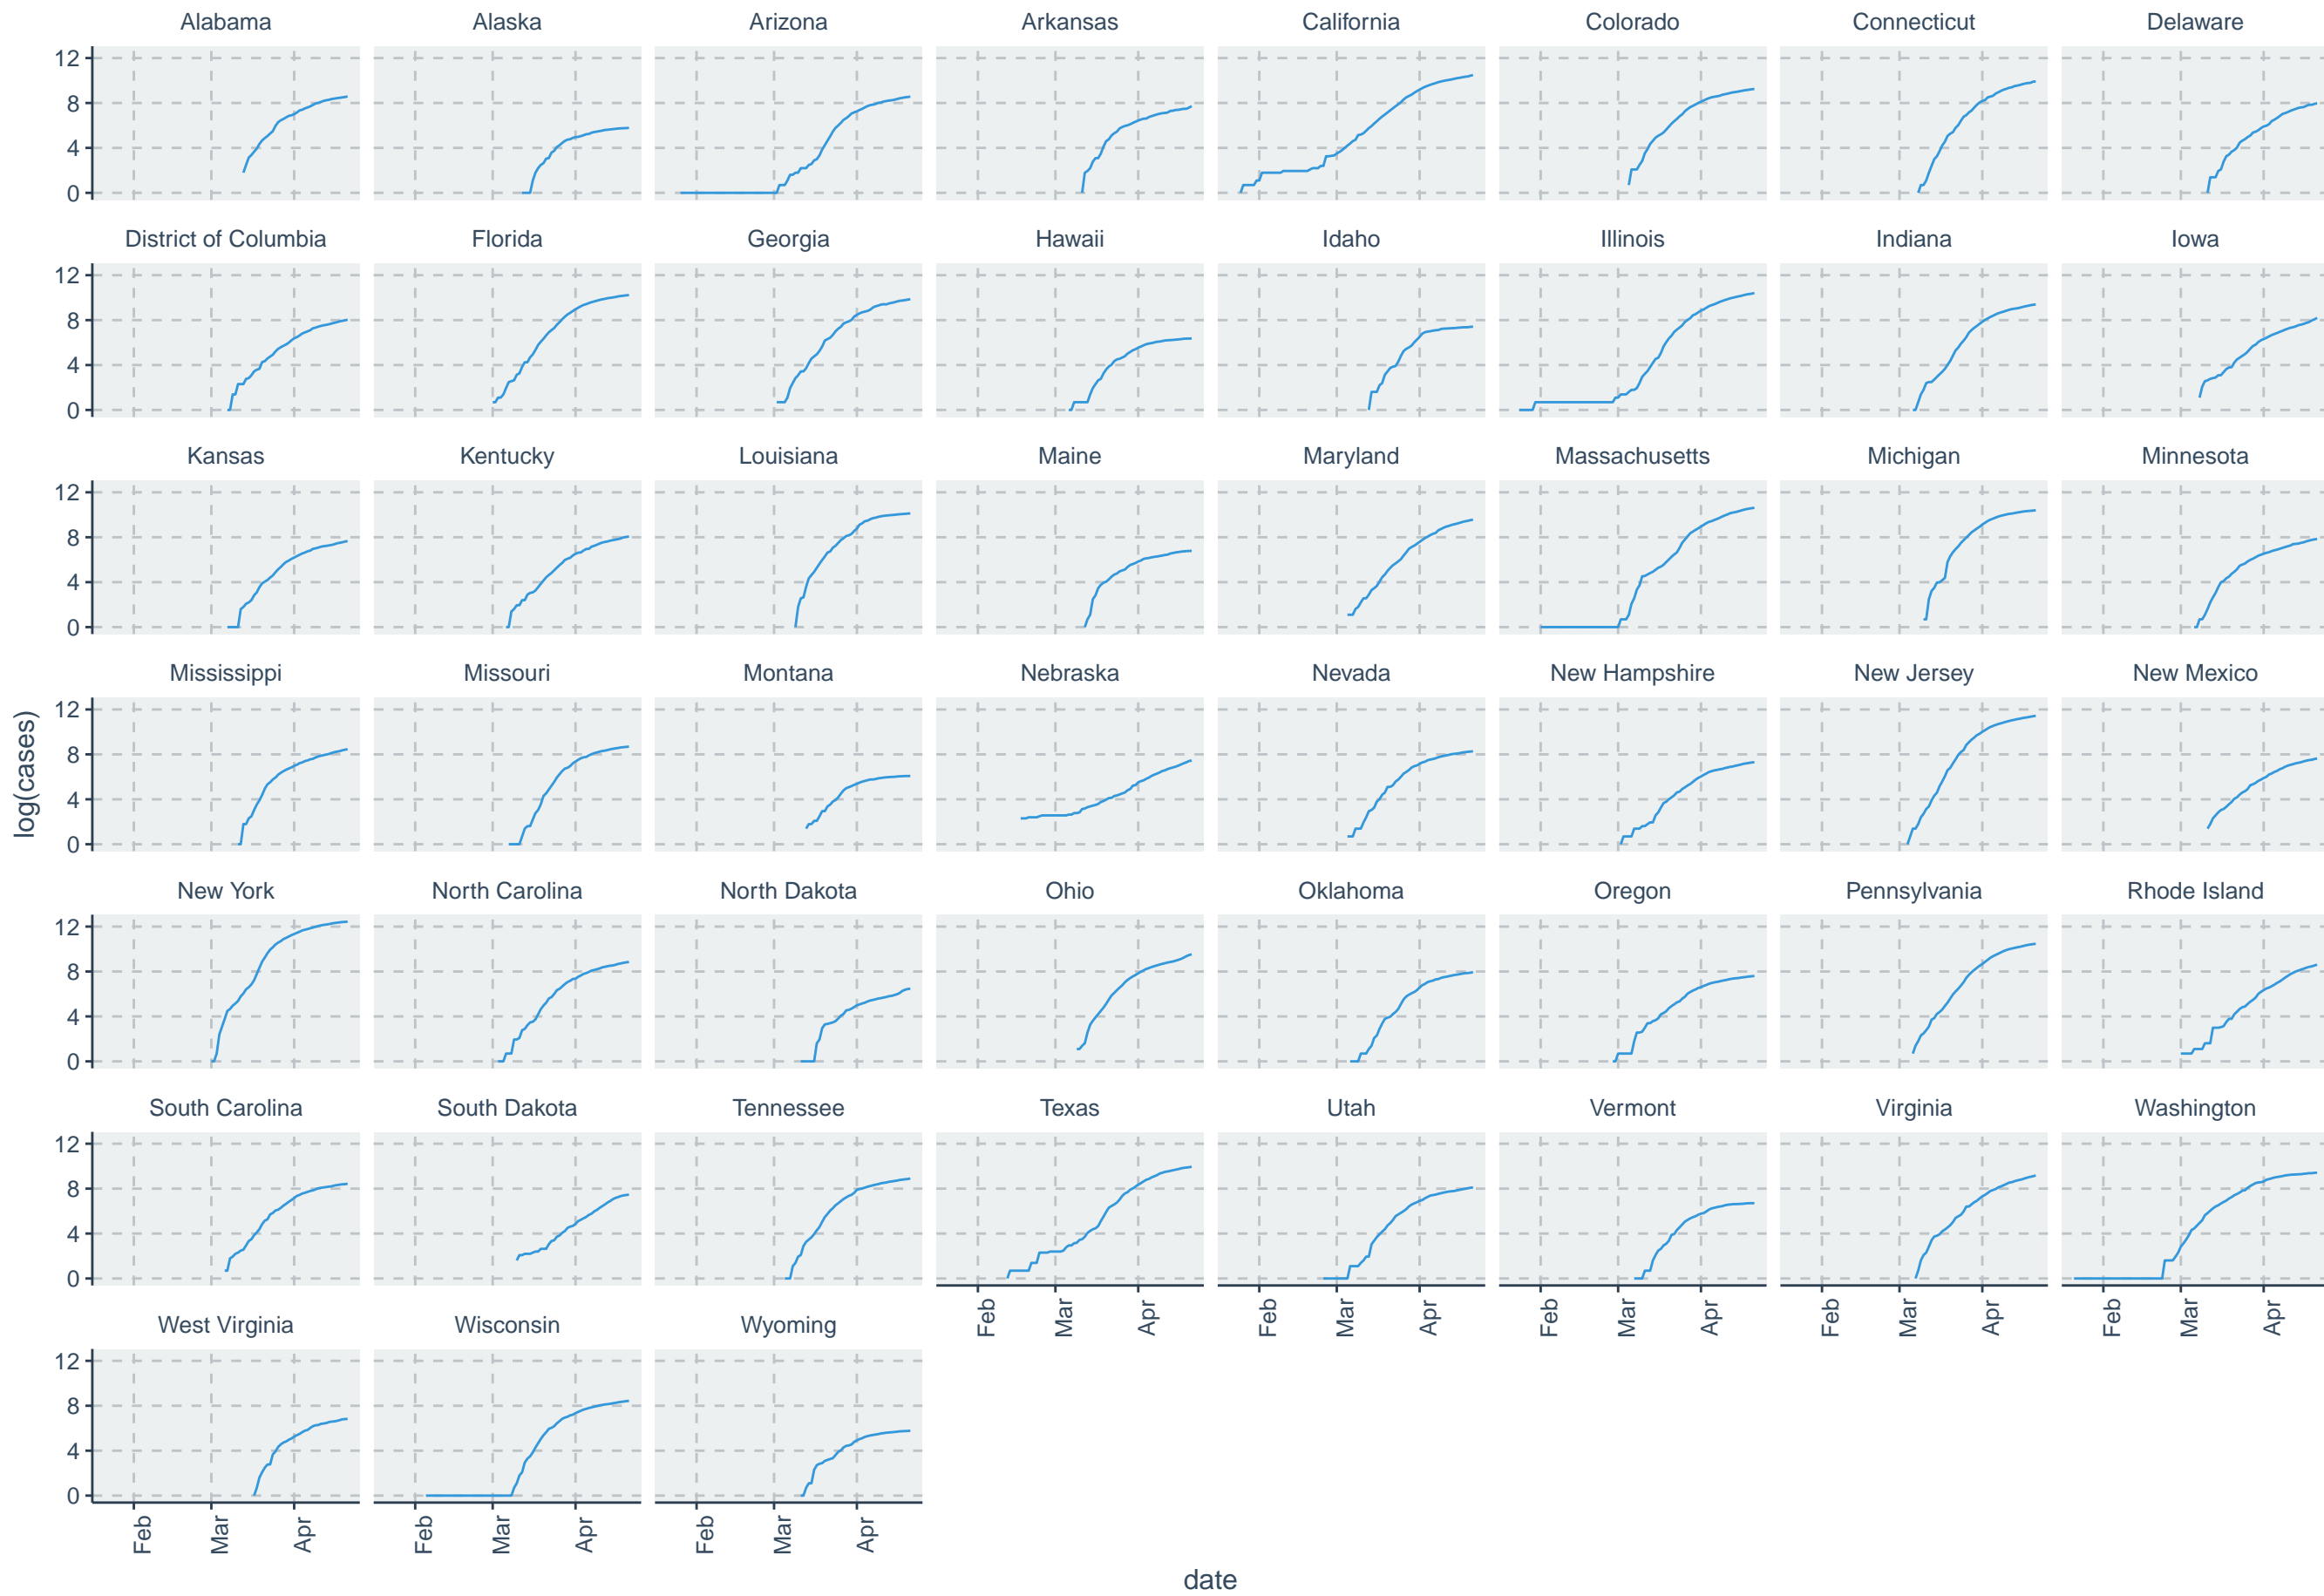 Alabama Alaska Arizona Arkansas California Colorado Connecticut Delaware
12
8
4
0
District of Columbia Florida Georgia Hawaii Idaho Illinois Indiana Iowa
12
8
4
0
Kansas Kentucky Louisiana Maine Maryland Massachusetts Michigan Minnesota
12
8
4
0
Mississippi Missouri Montana Nebraska Nevada New Hampshire New Jersey New Mexico
12
8
4
0
log(cases)
New York North Carolina North Dakota Ohio Oklahoma Oregon Pennsylvania Rhode Island
12
8
4
0
South Carolina South Dakota Tennessee Texas Utah Vermont Virginia Washington
12
8
4
0
Feb Mar Apr Feb Mar Apr Feb Mar Apr Feb Mar Apr Feb Mar Apr
West Virginia Wisconsin Wyoming
12
8
4
0
Feb Mar Apr Feb Mar Apr Feb Mar Apr
date